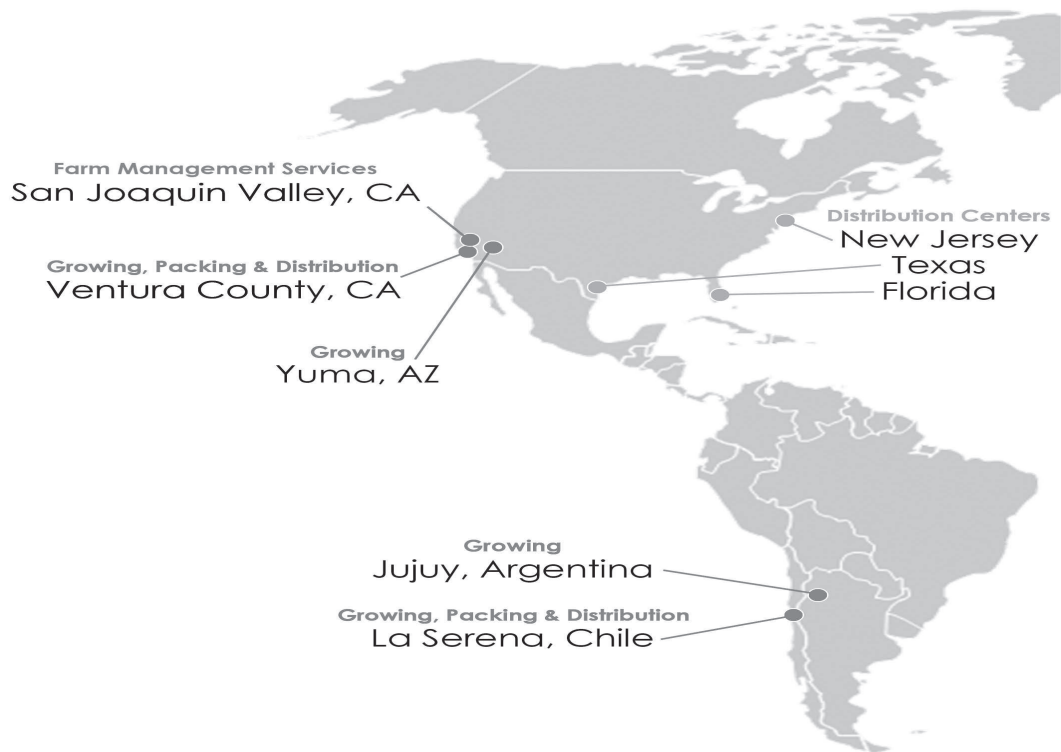 Farm Management Services
San Joaquin Valley, CA
Growing, Packing & Distribution
Ventura County, CA
Growing
Yuma, AZ
Distribution Centers
New Jersey
Texas
Florida
Growing
Jujuy, Argentina
Growing, Packing & Distribution
La Serena, Chile